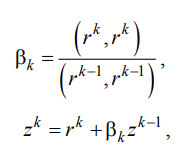 β_k = (r^k, r^k) / (r^{k-1}, r^{k-1}),
z^k = r^k + β_k z^{k-1},